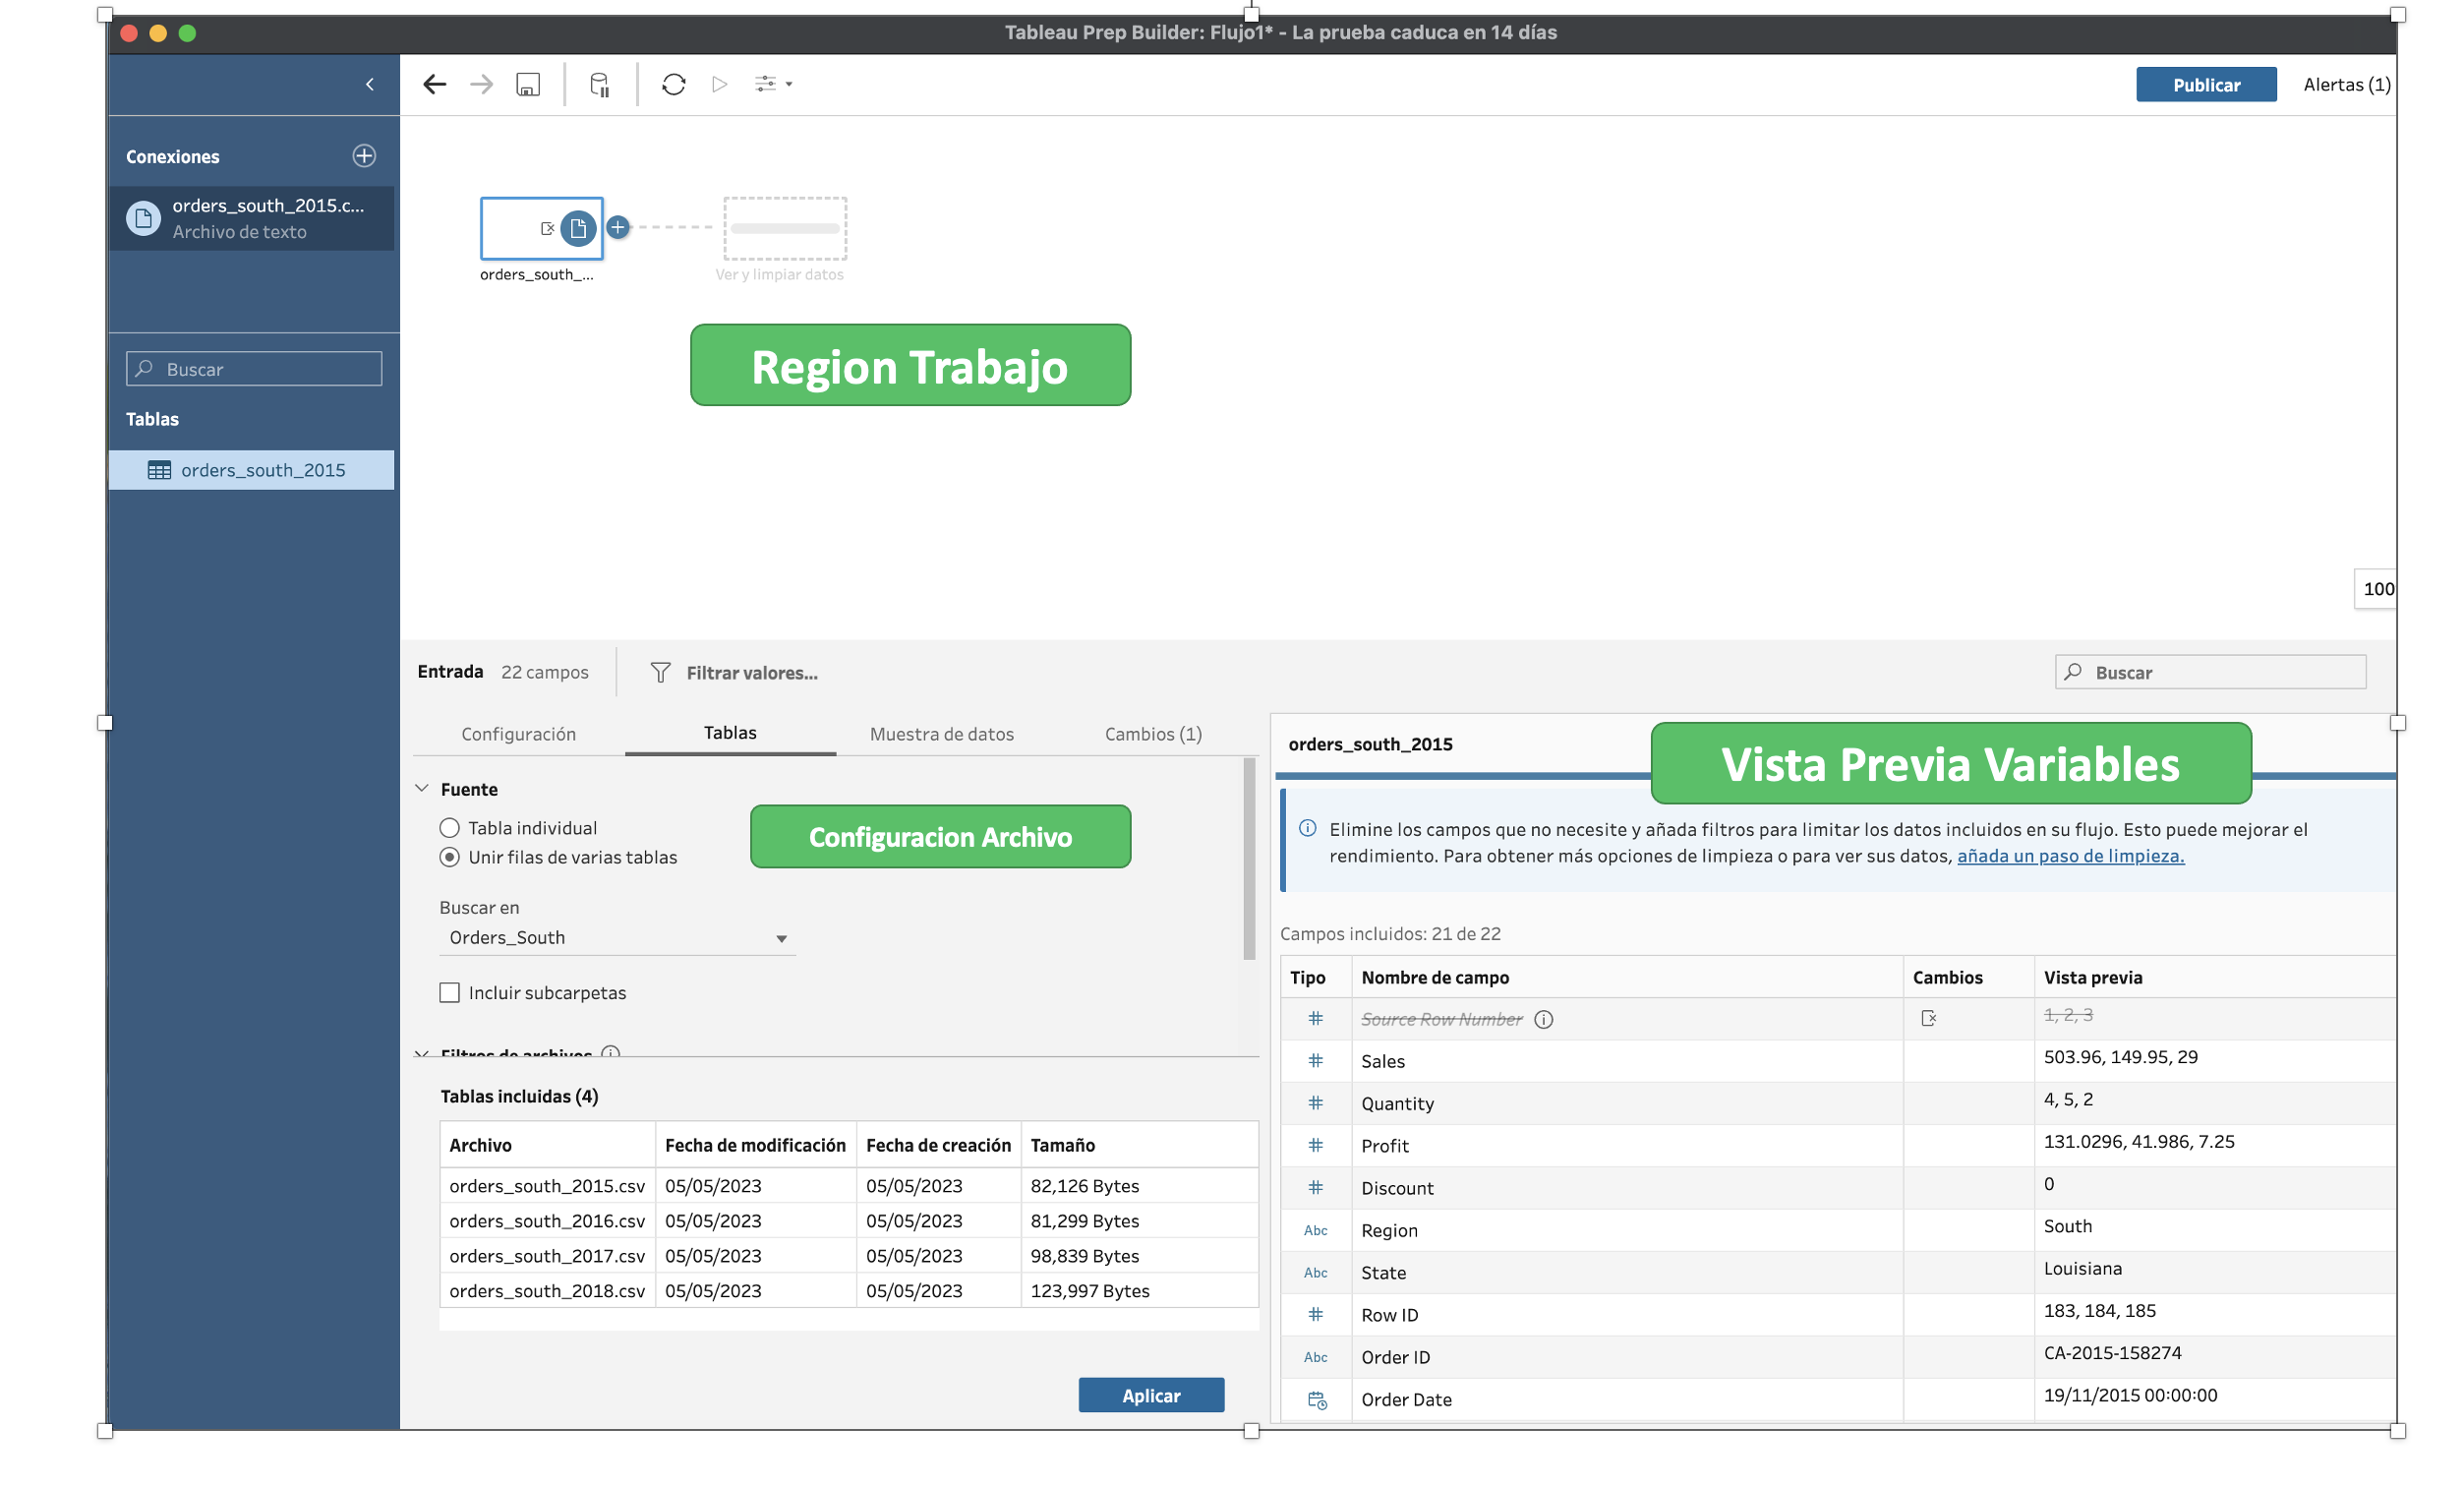 Tableau Prep Builder: Flujo1* - La prueba caduca en 14 días
Publicar
Alertas (1)
Conexiones
orders_south_2015.c...
Archivo de texto
orders_south_...
Ver y limpiar datos
Region Trabajo
Buscar
Tablas
orders_south_2015
100
Entrada 22 campos Filtrar valores...
Buscar
Configuración Tablas Muestra de datos Cambios (1)
Fuente
Tabla individual
Unir filas de varias tablas
Configuracion Archivo
Buscar en
Orders_South
Incluir subcarpetas
Filtros de archivos
Tablas incluidas (4)
Archivo Fecha de modificación Fecha de creación Tamaño
orders_south_2015.csv 05/05/2023 05/05/2023 82,126 Bytes
orders_south_2016.csv 05/05/2023 05/05/2023 81,299 Bytes
orders_south_2017.csv 05/05/2023 05/05/2023 98,839 Bytes
orders_south_2018.csv 05/05/2023 05/05/2023 123,997 Bytes
Aplicar
orders_south_2015
Vista Previa Variables
Elimine los campos que no necesite y añada filtros para limitar los datos incluidos en su flujo. Esto puede mejorar el
rendimiento. Para obtener más opciones de limpieza o para ver sus datos, añada un paso de limpieza.
Campos incluidos: 21 de 22
Tipo Nombre de campo Cambios Vista previa
# Source Row Number 1, 2, 3
# Sales 503.96, 149.95, 29
# Quantity 4, 5, 2
# Profit 131.0296, 41.986, 7.25
# Discount 0
Abc Region South
Abc State Louisiana
# Row ID 183, 184, 185
Abc Order ID CA-2015-158274
Order Date 19/11/2015 00:00:00